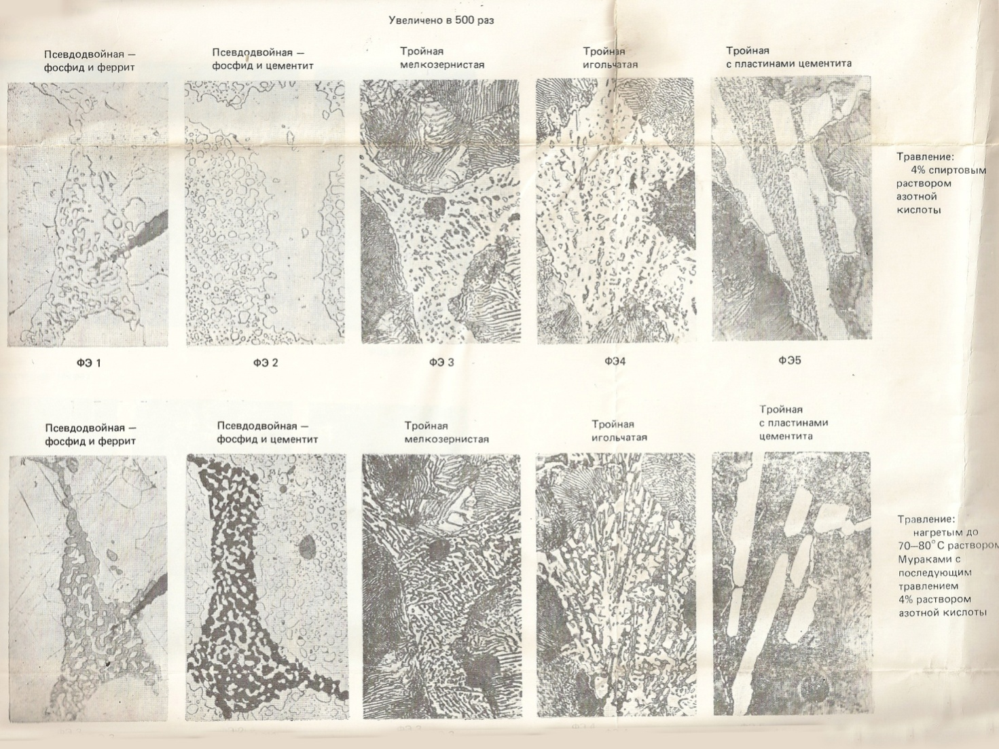 Увеличено в 500 раз
Псевдодвойная —
фосфид и феррит
Псевдодвойная —
фосфид и цементит
Тройная
мелкозернистая
Тройная
игольчатая
Тройная
с пластинами цементита
Травление:
4% спиртовым
раствором
азотной
кислоты
ФЭ 1
ФЭ 2
ФЭ 3
ФЭ4
ФЭ5
Псевдодвойная —
фосфид и феррит
Псевдодвойная —
фосфид и цементит
Тройная
мелкозернистая
Тройная
игольчатая
Тройная
с пластинами
цементита
Травление:
нагретым до
70—80°С раствором
Мураками с
последующим
травлением
4% раствором
азотной кислоты